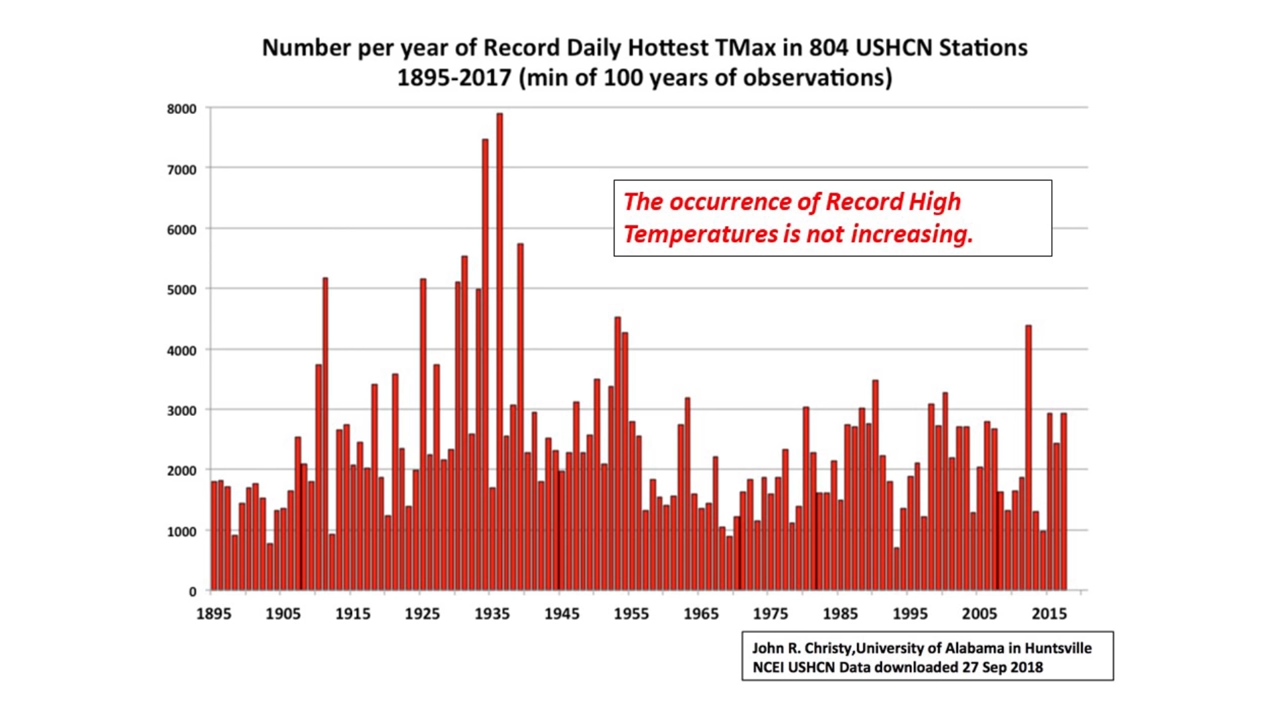 Number per year of Record Daily Hottest TMax in 804 USHCN Stations
1895-2017 (min of 100 years of observations)
8000
7000
6000
5000
4000
3000
2000
1000
0
The occurrence of Record High
Temperatures is not increasing.
1895 1905 1915 1925 1935 1945 1955 1965 1975 1985 1995 2005 2015
John R. Christy,University of Alabama in Huntsville
NCEI USHCN Data downloaded 27 Sep 2018